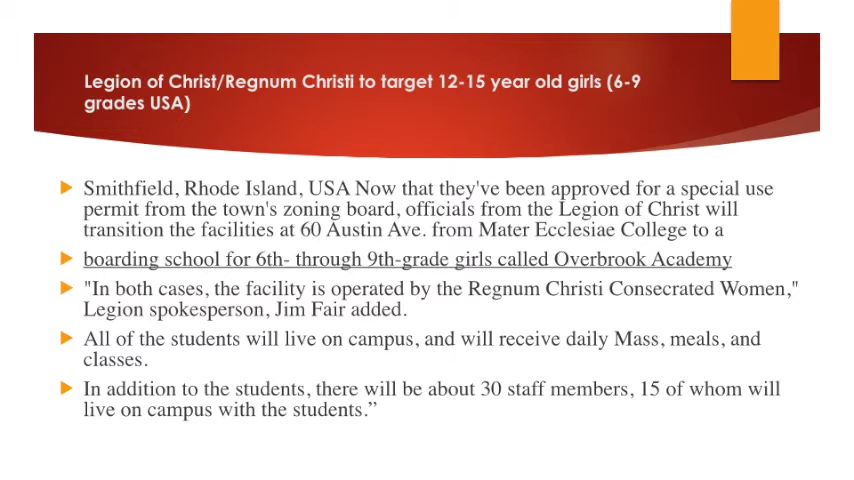 Legion of Christ/Regnum Christi to target 12-15 year old girls (6-9
grades USA)
Smithfield, Rhode Island, USA Now that they've been approved for a special use
permit from the town's zoning board, officials from the Legion of Christ will
transition the facilities at 60 Austin Ave. from Mater Ecclesiae College to a
boarding school for 6th- through 9th-grade girls called Overbrook Academy
"In both cases, the facility is operated by the Regnum Christi Consecrated Women,"
Legion spokesperson, Jim Fair added.
All of the students will live on campus, and will receive daily Mass, meals, and
classes.
In addition to the students, there will be about 30 staff members, 15 of whom will
live on campus with the students.”